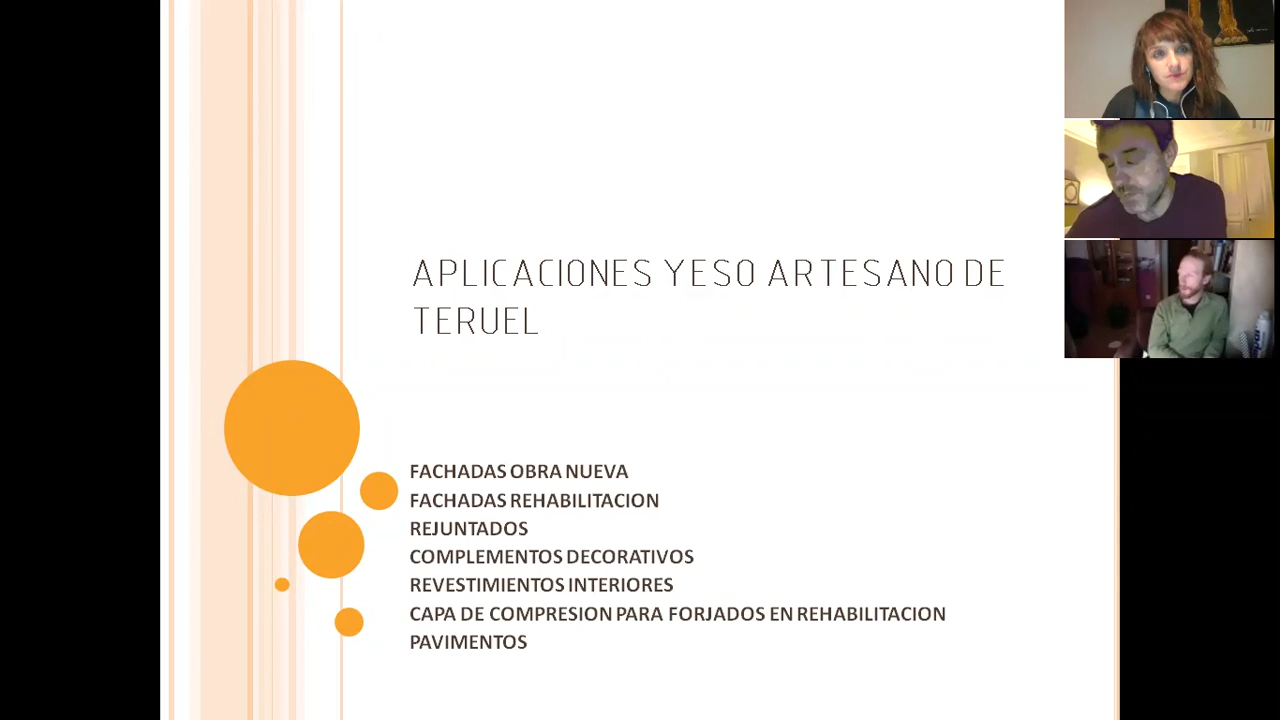 APLICACIONES YESO ARTESANO DE
TERUEL
FACHADAS OBRA NUEVA
FACHADAS REHABILITACION
REJUNTADOS
COMPLEMENTOS DECORATIVOS
REVESTIMIENTOS INTERIORES
CAPA DE COMPRESION PARA FORJADOS EN REHABILITACION
PAVIMENTOS